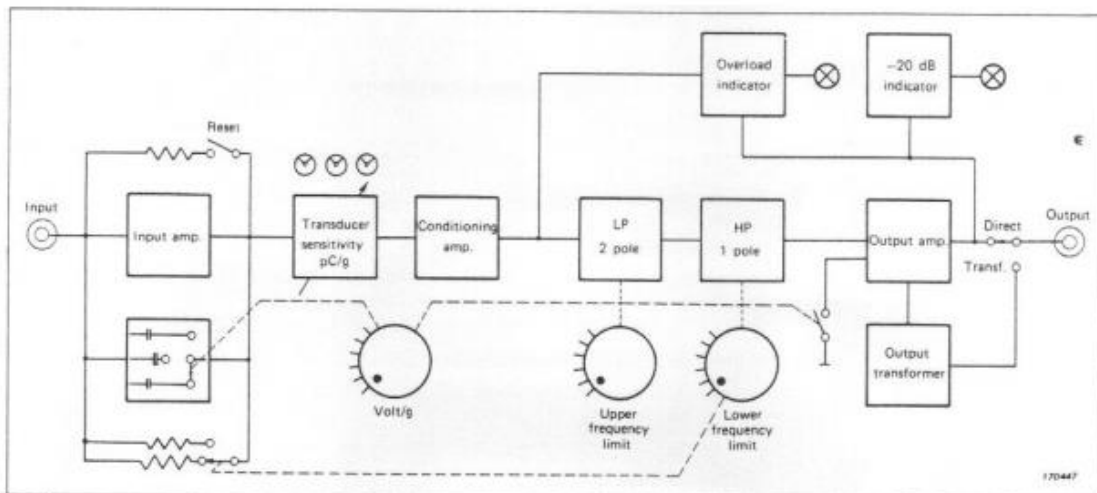 Overload
indicator
−20 dB
indicator
Reset
€
Input
Input amp.
Transducer
sensitivity
pC/g
Conditioning
amp.
LP
2 pole
HP
1 pole
Output amp.
Direct
Output
Transf.
Output
transformer
Volt/g
Upper
frequency
limit
Lower
frequency
limit
170447